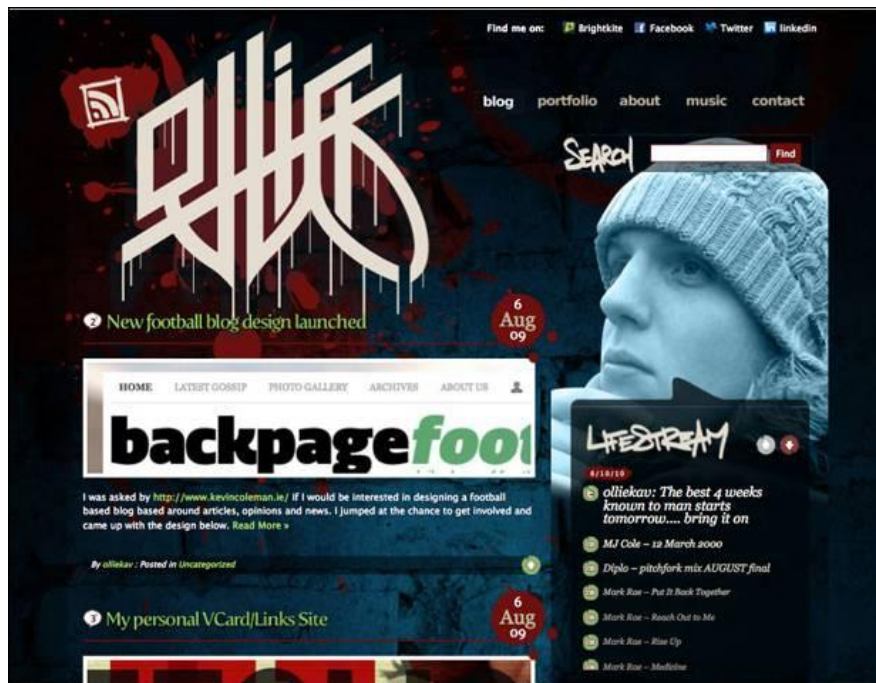 Find me on: Brightkite Facebook Twitter linkedin
blog portfolio about music contact
SEARCH Find
2 New football blog design launched
6
Aug
09
HOME LATEST GOSSIP PHOTO GALLERY ARCHIVES ABOUT US
backpagefoot
I was asked by http://www.kevincoleman.ie/ if I would be interested in designing a football
based blog based around articles, opinions and news. I jumped at the chance to get involved and
came up with the design below. Read More »
By olliekav : Posted in Uncategorized
3 My personal VCard/Links Site
6
Aug
09
LIFESTREAM
6/10/10
olliekav: The best 4 weeks
known to man starts
tomorrow.... bring it on
MJ Cole – 12 March 2000
Diplo – pitchfork mix AUGUST final
Mark Rae – Put It Back Together
Mark Rae – Reach Out to Me
Mark Rae – Rise Up
Mark Rae – Medicine